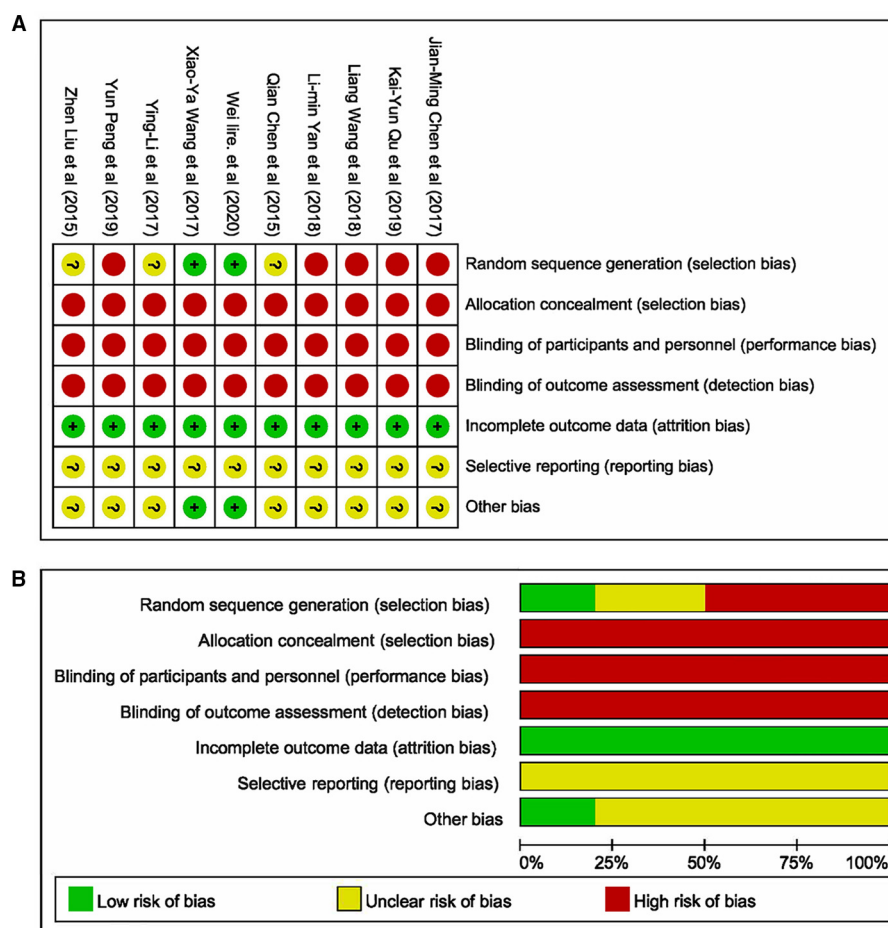 A
Zhen Liu et al (2015)
Yun Peng et al (2019)
Ying-Li et al (2017)
Xiao-Ya Wang et al (2017)
Wei lire. et al (2020)
Qian Chen et al (2015)
Li-min Yan et al (2018)
Liang Wang et al (2018)
Kai-Yun Qu et al (2019)
Jian-Ming Chen et al (2017)
? ? + + ? Random sequence generation (selection bias)
Allocation concealment (selection bias)
Blinding of participants and personnel (performance bias)
Blinding of outcome assessment (detection bias)
+ + + + + + + + + + Incomplete outcome data (attrition bias)
? ? ? ? ? ? ? ? ? ? Selective reporting (reporting bias)
? ? ? + + ? ? ? ? ? Other bias
B
Random sequence generation (selection bias)
Allocation concealment (selection bias)
Blinding of participants and personnel (performance bias)
Blinding of outcome assessment (detection bias)
Incomplete outcome data (attrition bias)
Selective reporting (reporting bias)
Other bias
0% 25% 50% 75% 100%
Low risk of bias Unclear risk of bias High risk of bias